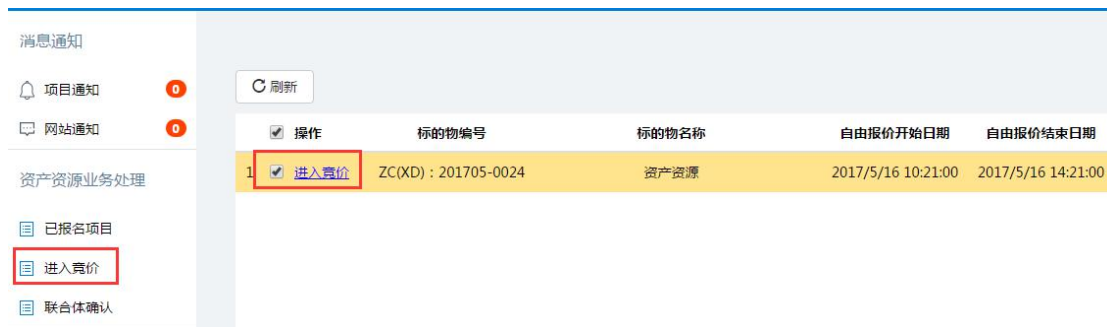 消息通知
项目通知 0
网站通知 0
资产资源业务处理
已报名项目
进入竞价
联合体确认
刷新
操作 标的物编号 标的物名称 自由报价开始日期 自由报价结束日期
1 进入竞价 ZC(XD)：201705-0024 资产资源 2017/5/16 10:21:00 2017/5/16 14:21:00